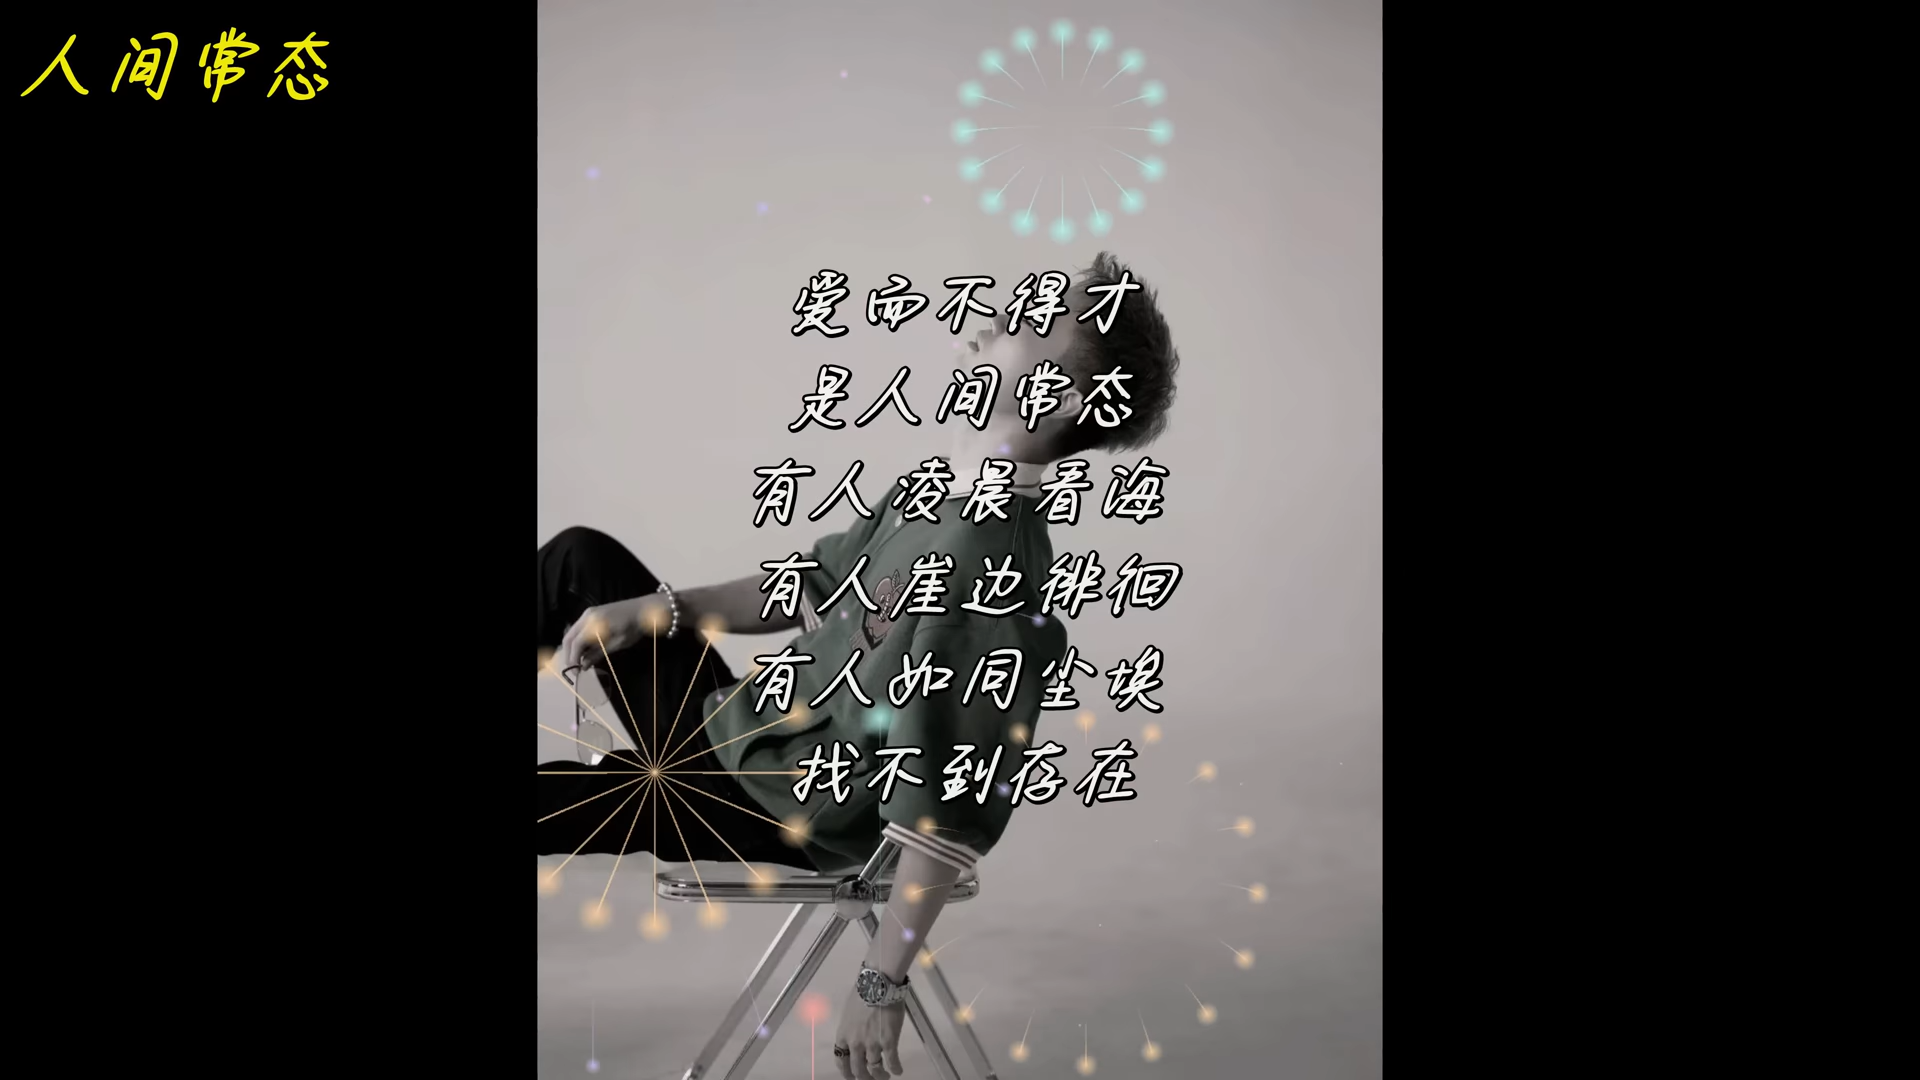 人间常态
爱而不得才
是人间常态
有人凌晨看海
有人崖边徘徊
有人如同尘埃
找不到存在